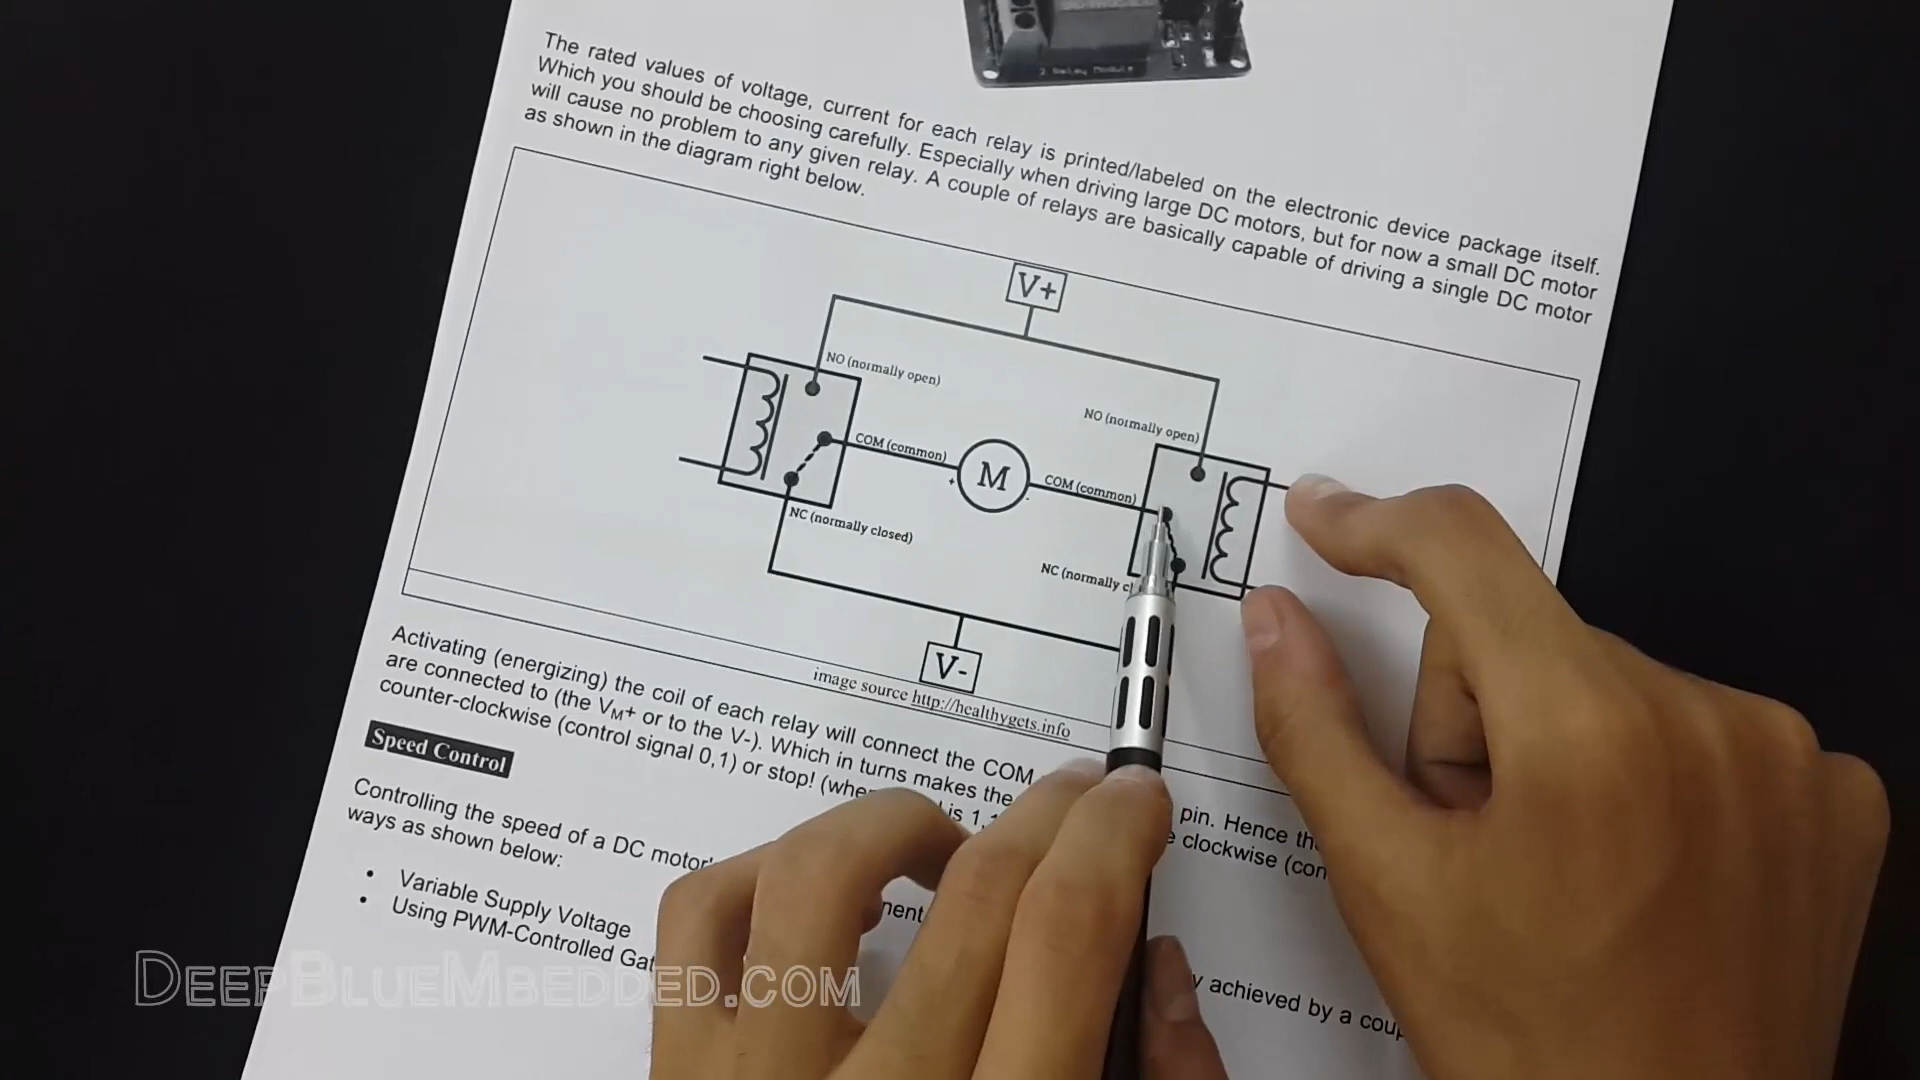 2 Relay Module
The rated values of voltage, current for each relay is printed/labeled on the electronic device package itself.
Which you should be choosing carefully. Especially when driving large DC motors, but for now a small DC motor
will cause no problem to any given relay. A couple of relays are basically capable of driving a single DC motor
as shown in the diagram right below.
V+
NO (normally open)
NO (normally open)
COM (common)
+
M
-
COM (common)
NC (normally closed)
NC (normally
V-
image source http://healthygets.info
Activating (energizing) the coil of each relay will connect the COM pin. Hence
are connected to (the VM+ or to the V-). Which in turns makes the clockwise
counter-clockwise (control signal 0,1) or stop! is 1,
Speed Control
Controlling the speed of a DC motor'
ways as shown below:
• Variable Supply Voltage
• Using PWM-Controlled
achieved by a
DeepBlueMbedded.com